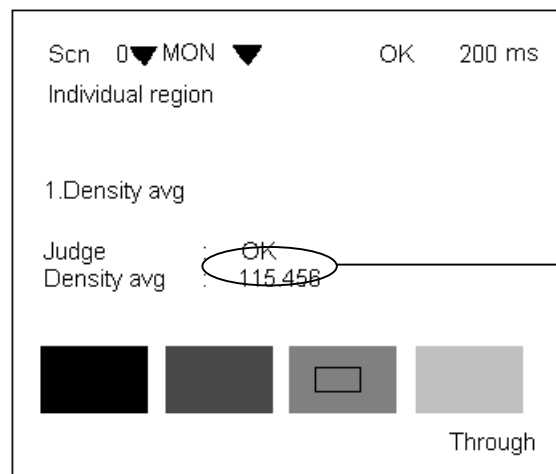 Scn 0▼ MON ▼ OK 200 ms
Individual region
1.Density avg
Judge : OK
Density avg : 115.456
Through